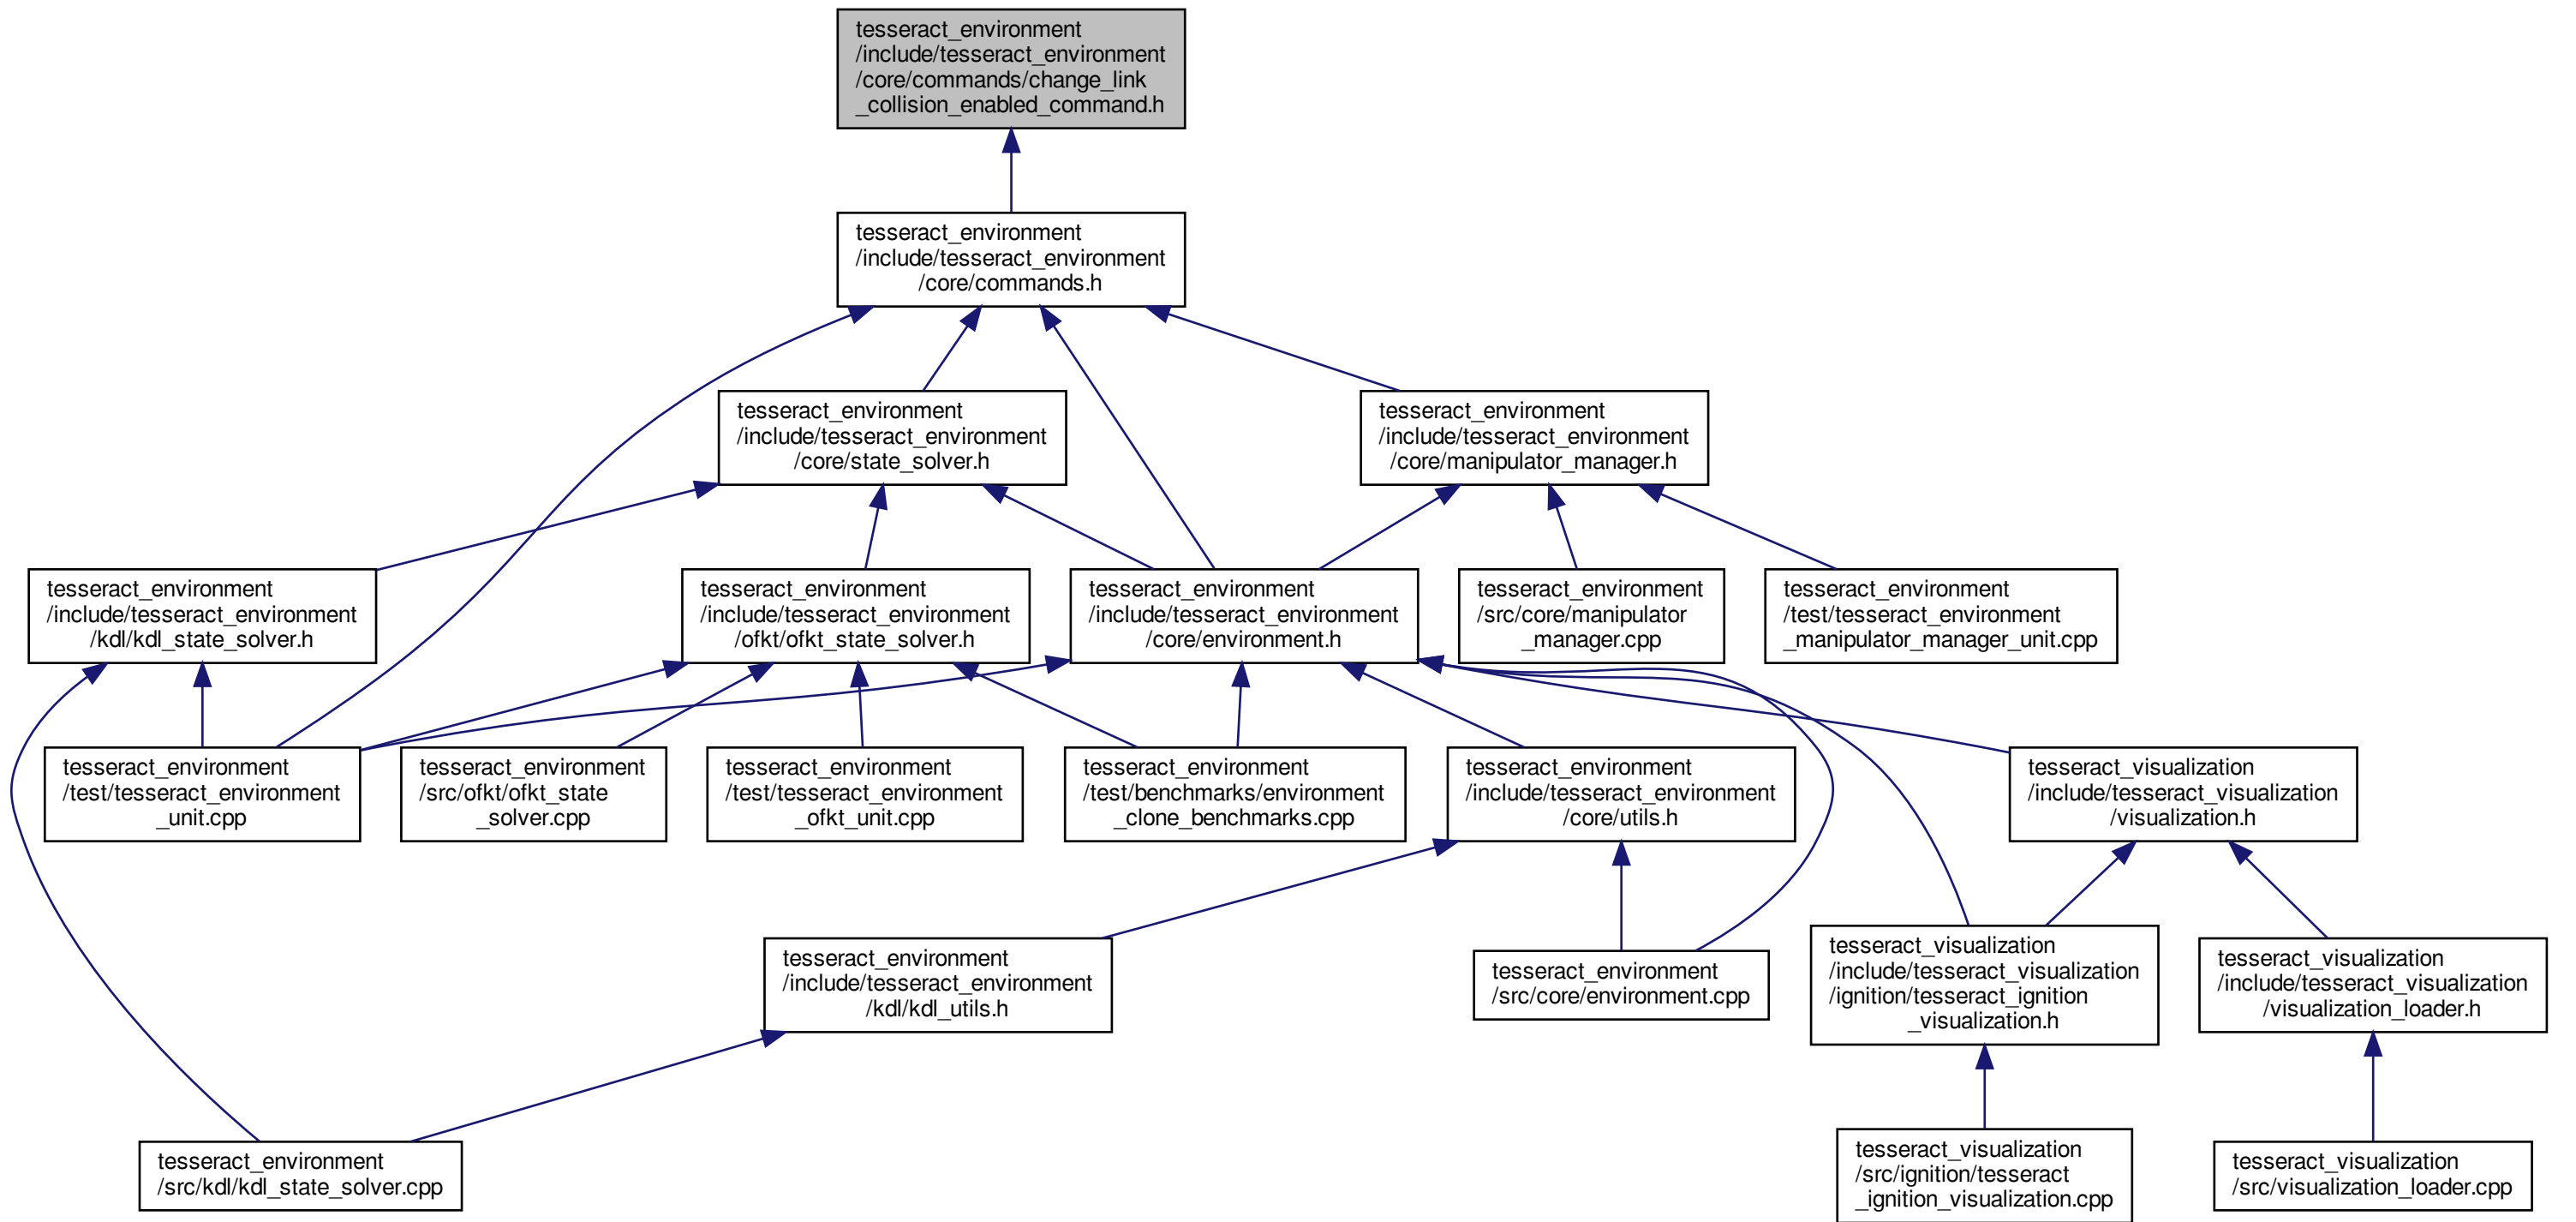 tesseract_environment
/include/tesseract_environment
/core/commands/change_link
_collision_enabled_command.h
tesseract_environment
/include/tesseract_environment
/core/commands.h
tesseract_environment
/include/tesseract_environment
/core/state_solver.h
tesseract_environment
/include/tesseract_environment
/core/manipulator_manager.h
tesseract_environment
/include/tesseract_environment
/kdl/kdl_state_solver.h
tesseract_environment
/include/tesseract_environment
/ofkt/ofkt_state_solver.h
tesseract_environment
/include/tesseract_environment
/core/environment.h
tesseract_environment
/src/core/manipulator
_manager.cpp
tesseract_environment
/test/tesseract_environment
_manipulator_manager_unit.cpp
tesseract_environment
/test/tesseract_environment
_unit.cpp
tesseract_environment
/src/ofkt/ofkt_state
_solver.cpp
tesseract_environment
/test/tesseract_environment
_ofkt_unit.cpp
tesseract_environment
/test/benchmarks/environment
_clone_benchmarks.cpp
tesseract_environment
/include/tesseract_environment
/core/utils.h
tesseract_visualization
/include/tesseract_visualization
/visualization.h
tesseract_environment
/include/tesseract_environment
/kdl/kdl_utils.h
tesseract_environment
/src/core/environment.cpp
tesseract_visualization
/include/tesseract_visualization
/ignition/tesseract_ignition
_visualization.h
tesseract_visualization
/include/tesseract_visualization
/visualization_loader.h
tesseract_environment
/src/kdl/kdl_state_solver.cpp
tesseract_visualization
/src/ignition/tesseract
_ignition_visualization.cpp
tesseract_visualization
/src/visualization_loader.cpp